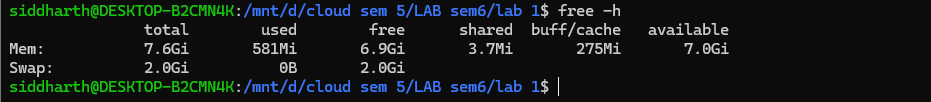 siddharth@DESKTOP-B2CMN4K:/mnt/d/cloud sem 5/LAB sem6/lab 1$ free -h
total used free shared buff/cache available
Mem: 7.6Gi 581Mi 6.9Gi 3.7Mi 275Mi 7.0Gi
Swap: 2.0Gi 0B 2.0Gi
siddharth@DESKTOP-B2CMN4K:/mnt/d/cloud sem 5/LAB sem6/lab 1$